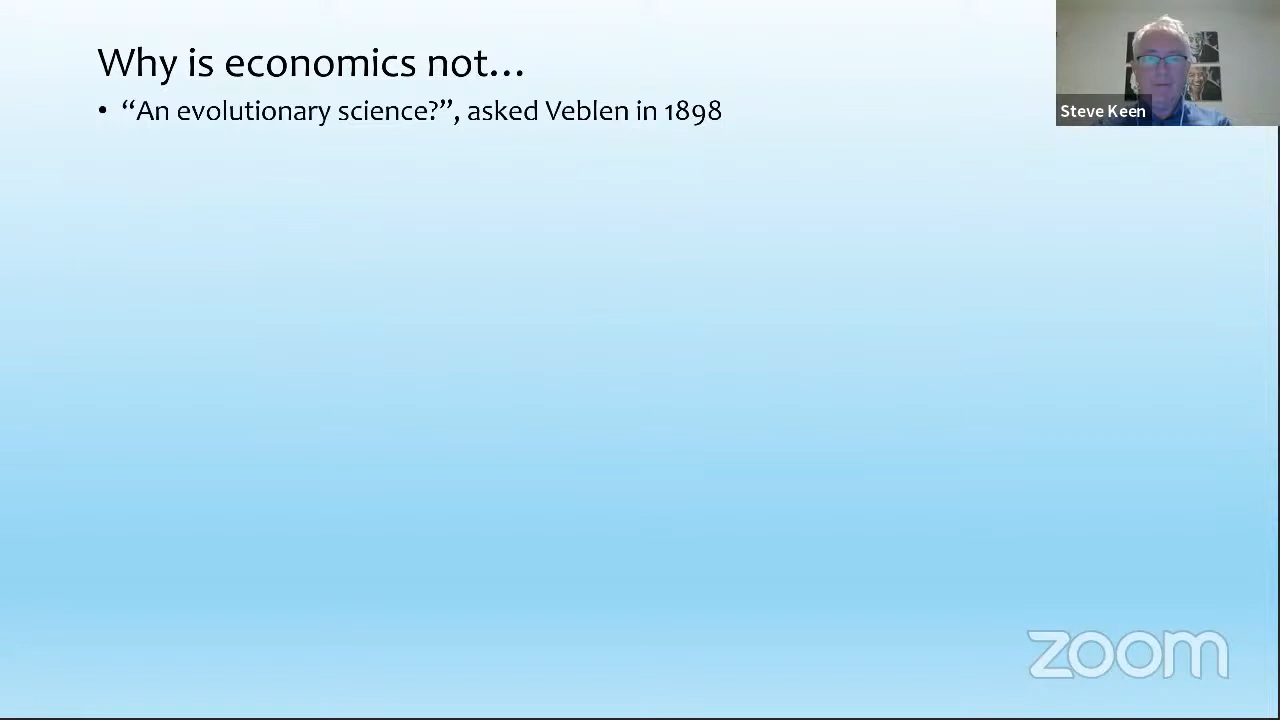 Why is economics not...
• “An evolutionary science?”, asked Veblen in 1898
Steve Keen
zoom